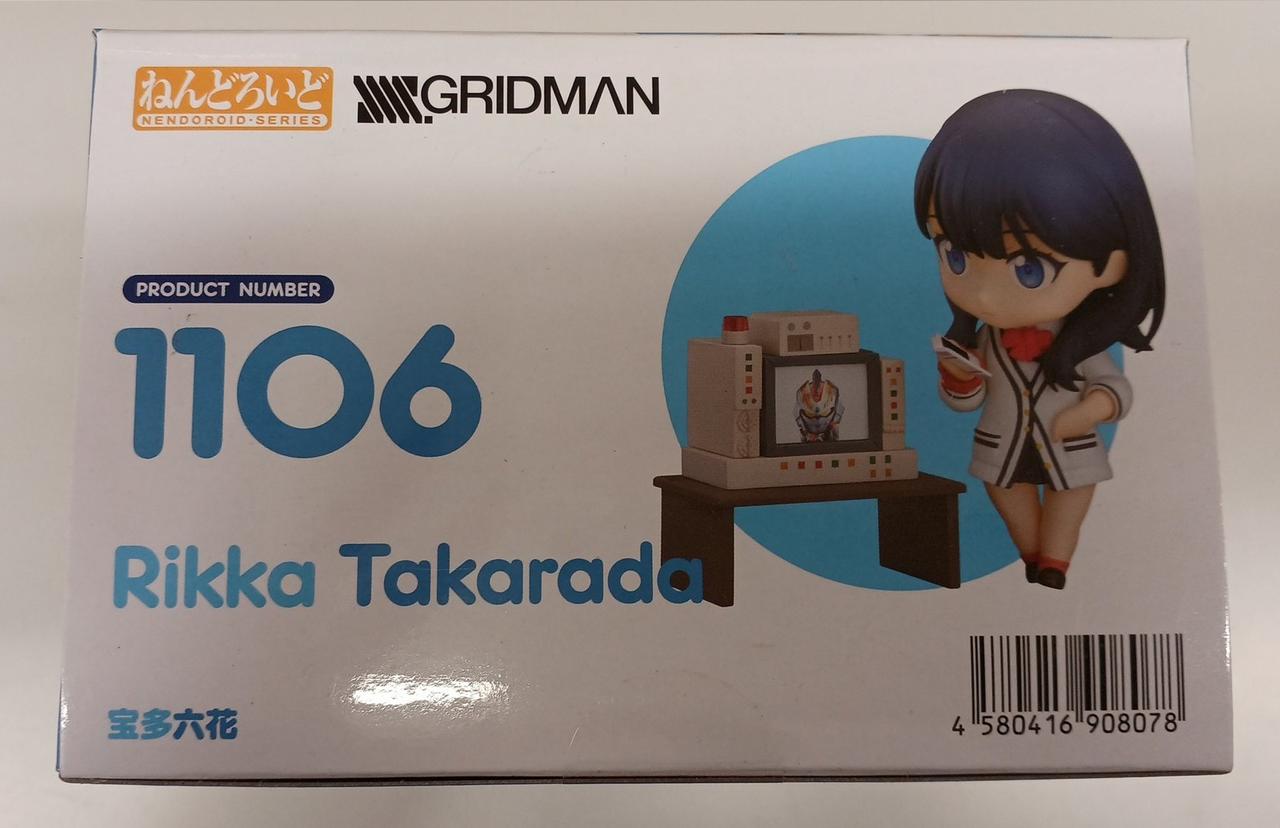 ねんどろいど
NENDOROID·SERIES
SSSS.GRIDMAN
PRODUCT NUMBER
1106
Rikka Takarada
宝多六花
4 580416 908078